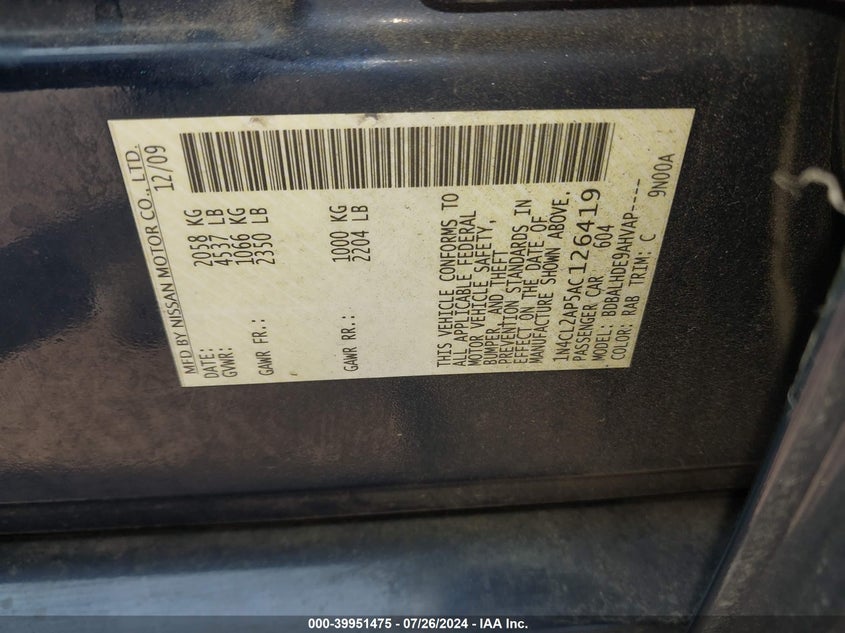 MFD BY NISSAN MOTOR CO., LTD.
DATE: 12/09
GVWR: 2058 KG
4537 LB
GAWR FR.: 1066 KG
2350 LB
GAWR RR.: 1000 KG
2204 LB
THIS VEHICLE CONFORMS TO
ALL APPLICABLE FEDERAL
MOTOR VEHICLE SAFETY,
BUMPER, AND THEFT
PREVENTION STANDARDS IN
EFFECT ON THE DATE OF
MANUFACTURE SHOWN ABOVE.
1N4CL2AP5AC126419
PASSENGER CAR 604
MODEL: BDBALHDE9AHVAP-----
COLOR: RAB TRIM: C 9N00A
000-39951475 - 07/26/2024 - IAA Inc.